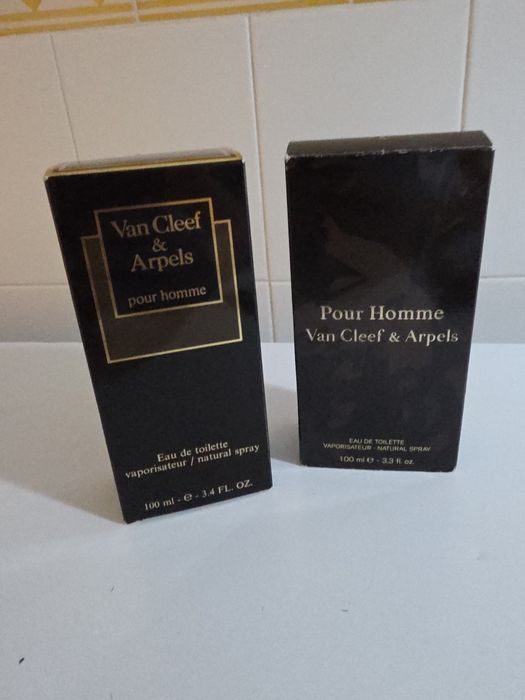 Van Cleef
&
Arpels
pour homme
Eau de toilette
vaporisateur / natural spray
100 ml - e - 3.4 FL. OZ.
Pour Homme
Van Cleef & Arpels
EAU DE TOILETTE
VAPORISATEUR - NATURAL SPRAY
100 ml e - 3.3 fl. oz.